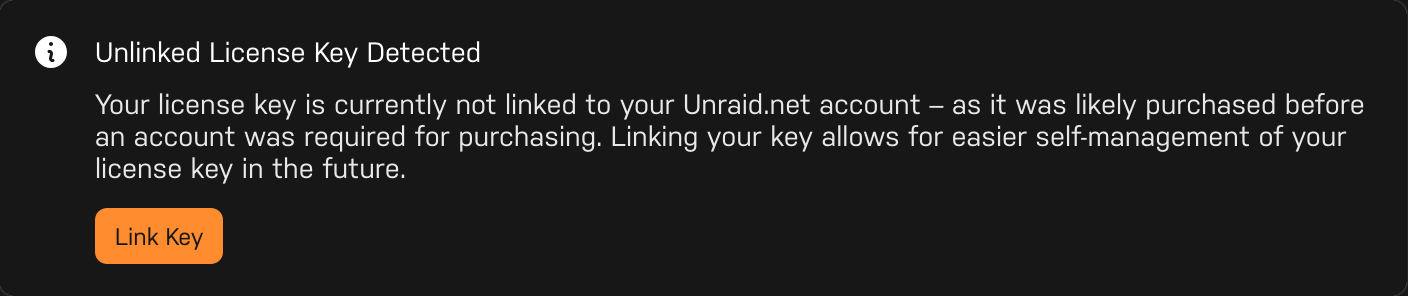 Unlinked License Key Detected
Your license key is currently not linked to your Unraid.net account – as it was likely purchased before
an account was required for purchasing. Linking your key allows for easier self-management of your
license key in the future.
Link Key